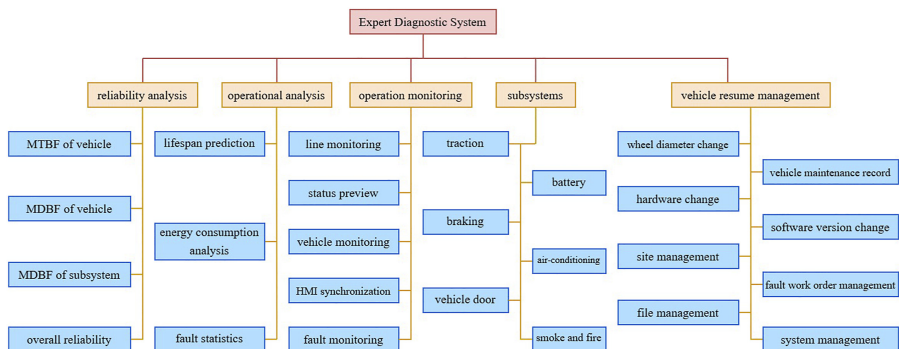 Expert Diagnostic System
reliability analysis
operational analysis
operation monitoring
subsystems
vehicle resume management
MTBF of vehicle
MDBF of vehicle
MDBF of subsystem
overall reliability
lifespan prediction
energy consumption
analysis
fault statistics
line monitoring
status preview
vehicle monitoring
HMI synchronization
fault monitoring
traction
battery
braking
air-conditioning
vehicle door
smoke and fire
wheel diameter change
vehicle maintenance record
hardware change
software version change
site management
fault work order management
file management
system management